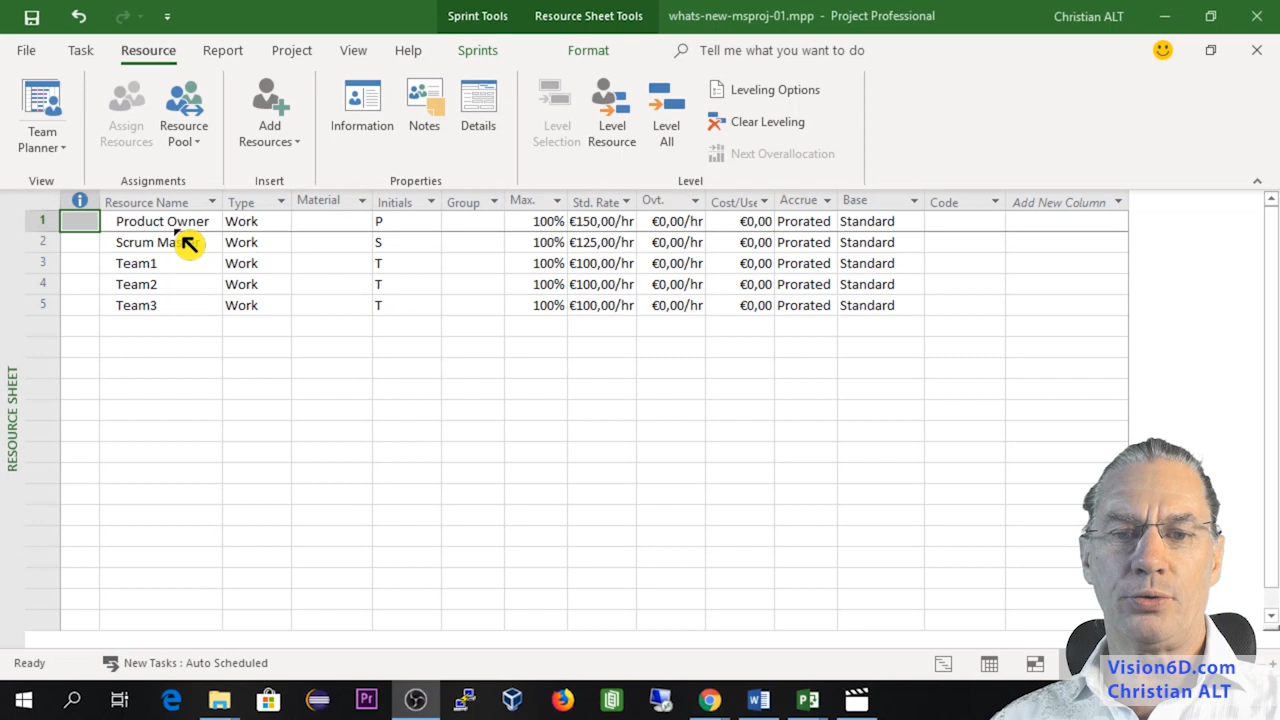 Sprint Tools Resource Sheet Tools whats-new-msproj-01.mpp - Project Professional Christian ALT
File Task Resource Report Project View Help Sprints Format Tell me what you want to do
Team Planner
Assign Resources
Resource Pool
Add Resources
Information
Notes
Details
Level Selection
Level Resource
Level All
Leveling Options
Clear Leveling
Next Overallocation
View Assignments Insert Properties Level
Resource Name Type Material Initials Group Max. Std. Rate Ovt. Cost/Use Accrue Base Code Add New Column
1 Product Owner Work P 100% €150,00/hr €0,00/hr €0,00 Prorated Standard
2 Scrum Work S 100% €125,00/hr €0,00/hr €0,00 Prorated Standard
3 Team1 Work T 100% €100,00/hr €0,00/hr €0,00 Prorated Standard
4 Team2 Work T 100% €100,00/hr €0,00/hr €0,00 Prorated Standard
5 Team3 Work T 100% €100,00/hr €0,00/hr €0,00 Prorated Standard
RESOURCE SHEET
Ready New Tasks : Auto Scheduled
Vision6D.com
Christian ALT
Pr